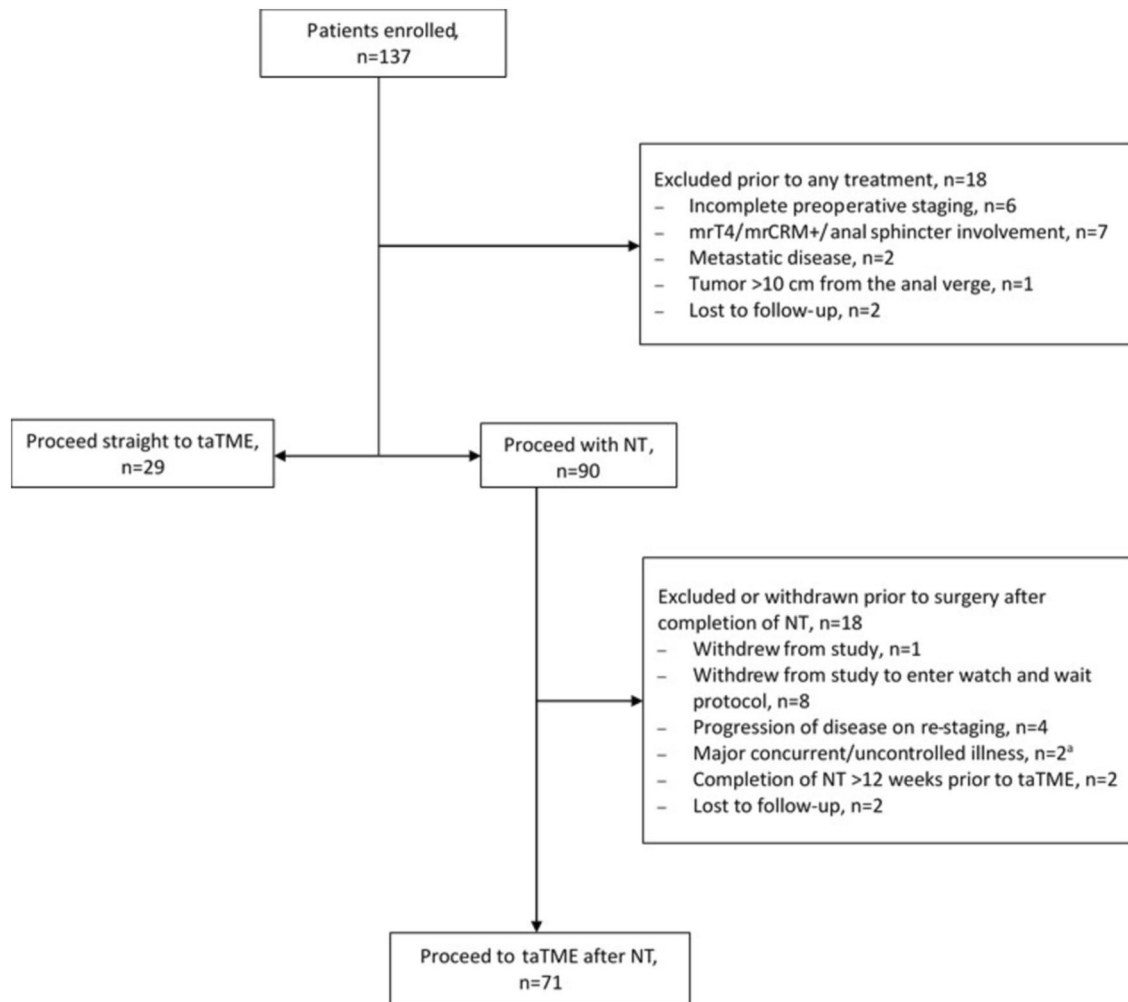 Patients enrolled,
n=137
Excluded prior to any treatment, n=18
– Incomplete preoperative staging, n=6
– mrT4/mrCRM+/anal sphincter involvement, n=7
– Metastatic disease, n=2
– Tumor >10 cm from the anal verge, n=1
– Lost to follow-up, n=2
Proceed straight to taTME,
n=29
Proceed with NT,
n=90
Excluded or withdrawn prior to surgery after
completion of NT, n=18
– Withdrew from study, n=1
– Withdrew from study to enter watch and wait
protocol, n=8
– Progression of disease on re-staging, n=4
– Major concurrent/uncontrolled illness, n=2ᵃ
– Completion of NT >12 weeks prior to taTME, n=2
– Lost to follow-up, n=2
Proceed to taTME after NT,
n=71